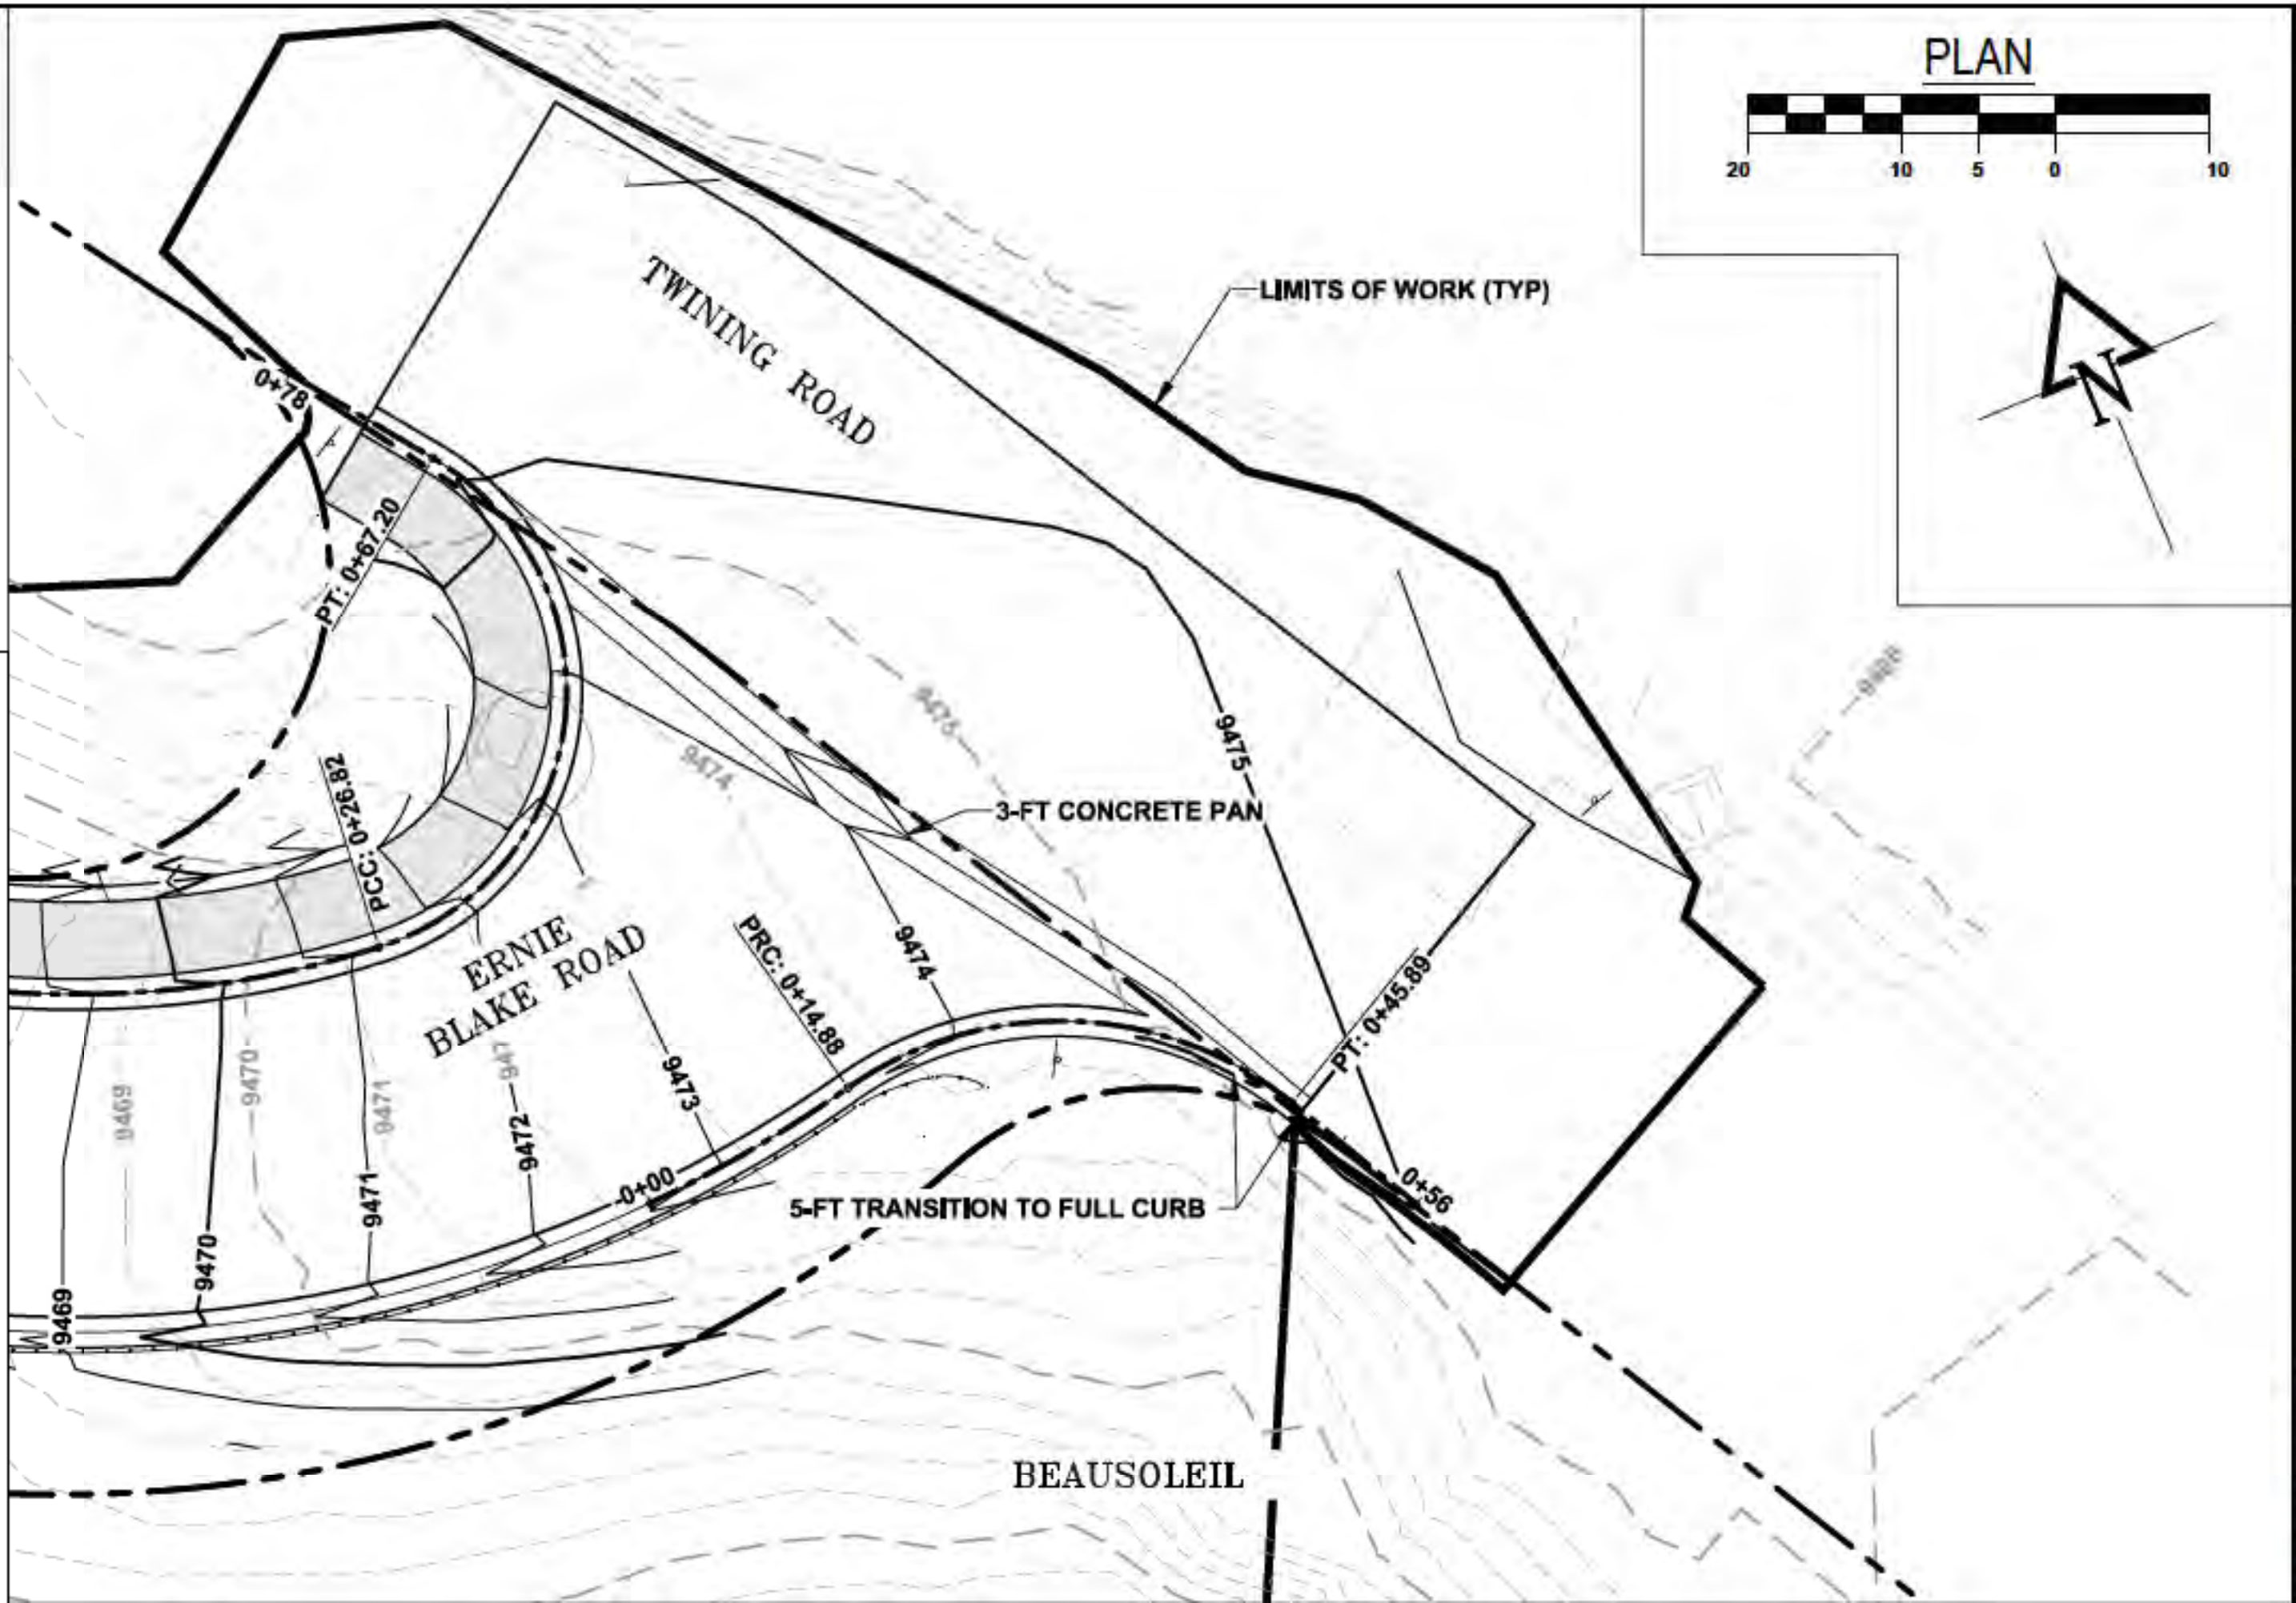 PLAN
20 10 5 0 10
N
LIMITS OF WORK (TYP)
TWINING ROAD
0+78
PT: 0+67.20
9475
9475
9474
3-FT CONCRETE PAN
PCCC: 0+26.82
ERNIE
BLAKE ROAD
PRC: 0+14.88
9474
PT: 0+45.89
9473
947
9472
9471
9471
9470
9470
9469
9469
0+00
5-FT TRANSITION TO FULL CURB
0+56
BEAUSOLEIL